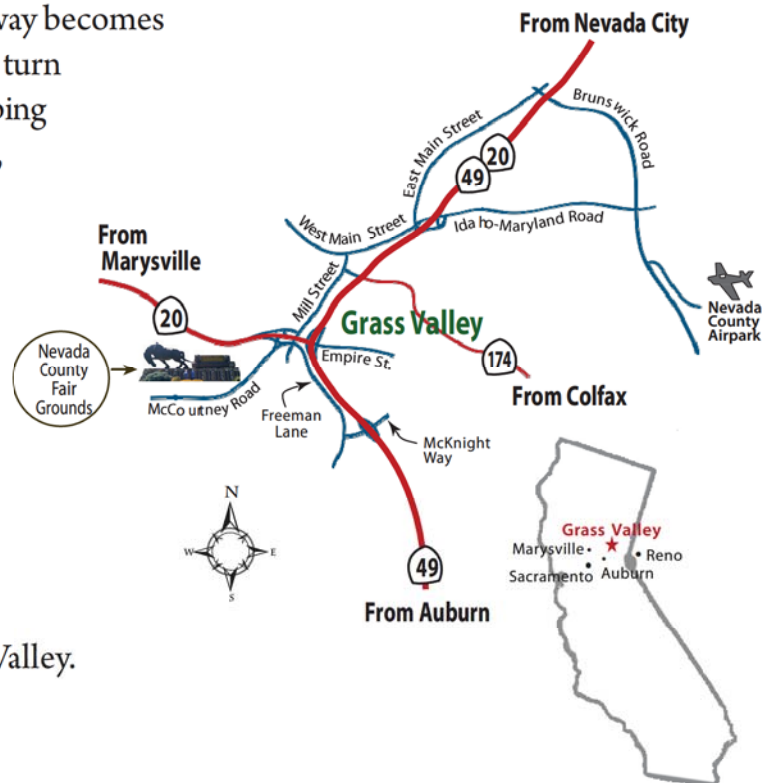 way becomes
turn
,
Valley.
From Nevada City
Brunswick Road
East Main Street
20
49
West Main Street
Idaho-Maryland Road
From
Marysville
Mill Street
20
Grass Valley
Nevada
County
Airpark
Nevada
County
Fair
Grounds
Empire St.
174
From Colfax
McCourtney Road
Freeman
Lane
McKnight
Way
N
W
E
S
49
From Auburn
Grass Valley
Marysville
Reno
Sacramento
Auburn